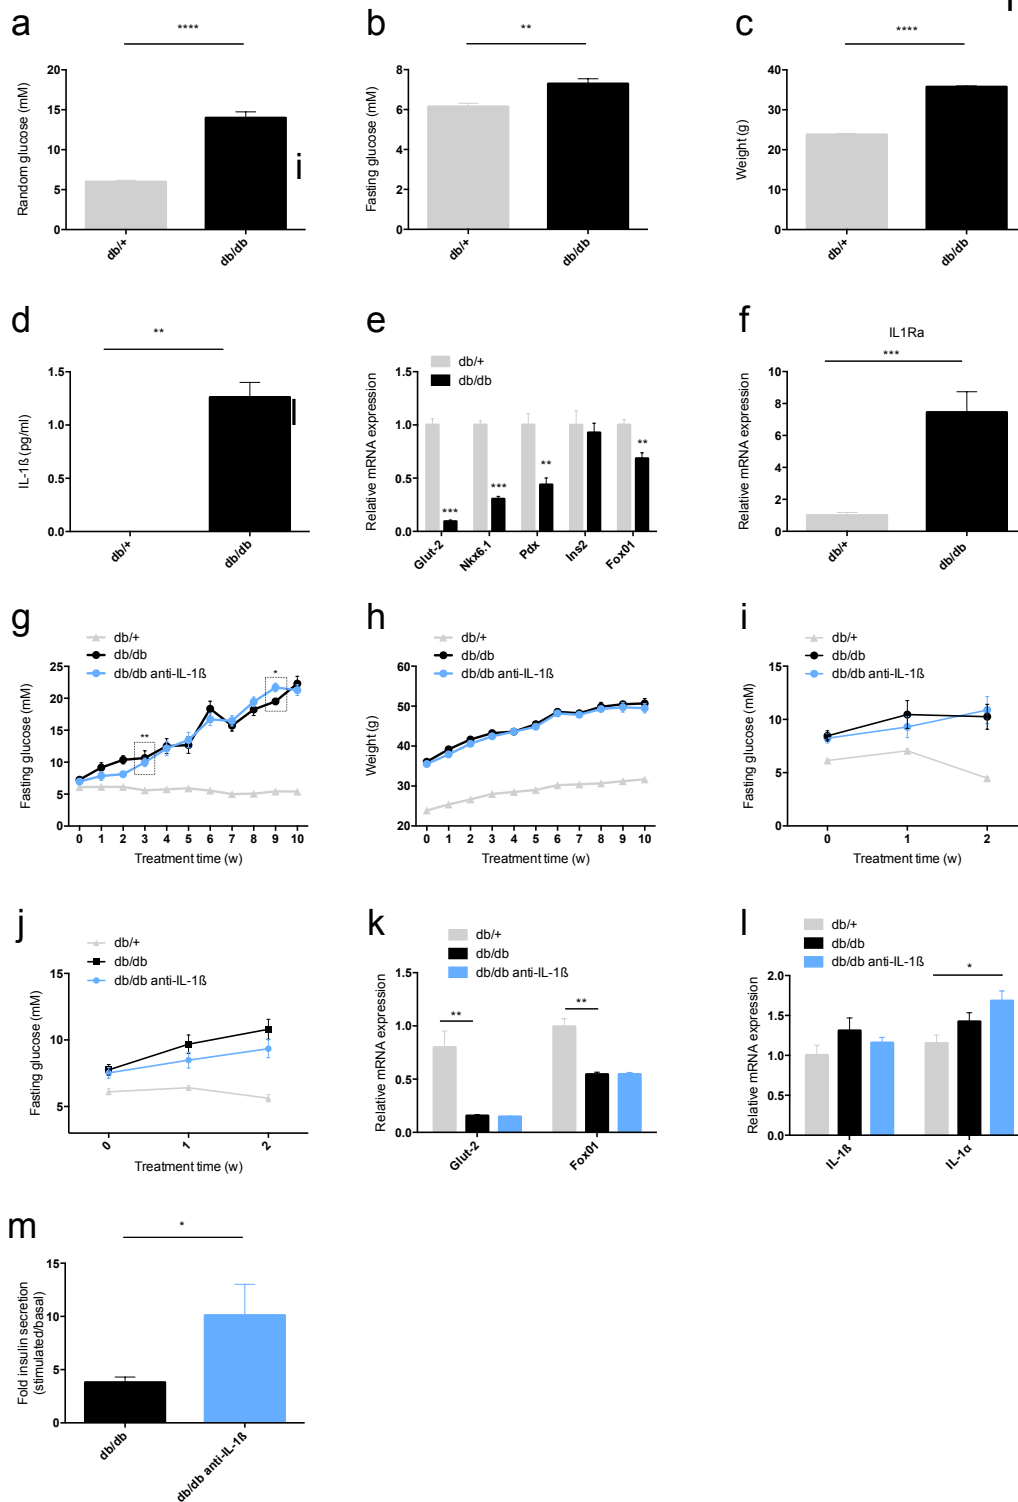 a
****
Random glucose (mM)
20
15
10
5
0
db/+
db/db
i
b
**
Fasting glucose (mM)
8
6
4
2
0
db/+
db/db
c
****
Weight (g)
40
30
20
10
0
db/+
db/db
d
**
IL-1ß (pg/ml)
1.5
1.0
0.5
0.0
db/+
db/db
e
db/+
db/db
Relative mRNA expression
1.5
1.0
0.5
0.0
***
***
**
**
Glut-2
Nkx6.1
Pdx
Ins2
Fox01
f
IL1Ra
***
Relative mRNA expression
10
8
6
4
2
0
db/+
db/db
g
db/+
db/db
db/db anti-IL-1ß
Fasting glucose (mM)
25
20
15
10
5
0
**
*
0 1 2 3 4 5 6 7 8 9 10
Treatment time (w)
h
db/+
db/db
db/db anti-IL-1ß
Weight (g)
60
50
40
30
20
0 1 2 3 4 5 6 7 8 9 10
Treatment time (w)
i
db/+
db/db
db/db anti-IL-1ß
Fasting glucose (mM)
15
10
5
0
0 1 2
Treatment time (w)
j
db/+
db/db
db/db anti-IL-1ß
Fasting glucose (mM)
15
10
5
0 1 2
Treatment time (w)
k
db/+
db/db
db/db anti-IL-1ß
Relative mRNA expression
1.5
1.0
0.5
0.0
**
**
Glut-2
Fox01
l
db/+
db/db
db/db anti-IL-1ß
Relative mRNA expression
2.0
1.5
1.0
0.5
0.0
*
IL-1ß
IL-1α
m
*
Fold insulin secretion
(stimulated/basal)
15
10
5
0
db/db
db/db anti-IL-1ß